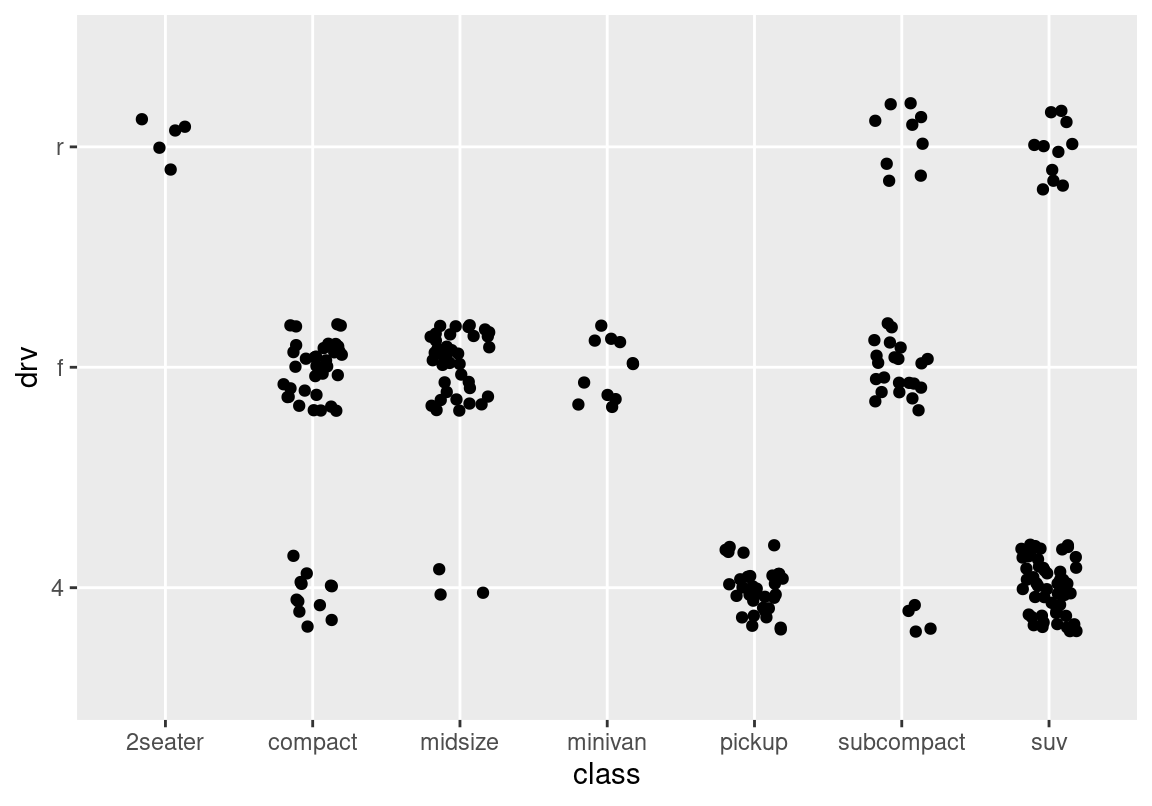 drv
r
f
4
2seater
compact
midsize
minivan
pickup
subcompact
suv
class